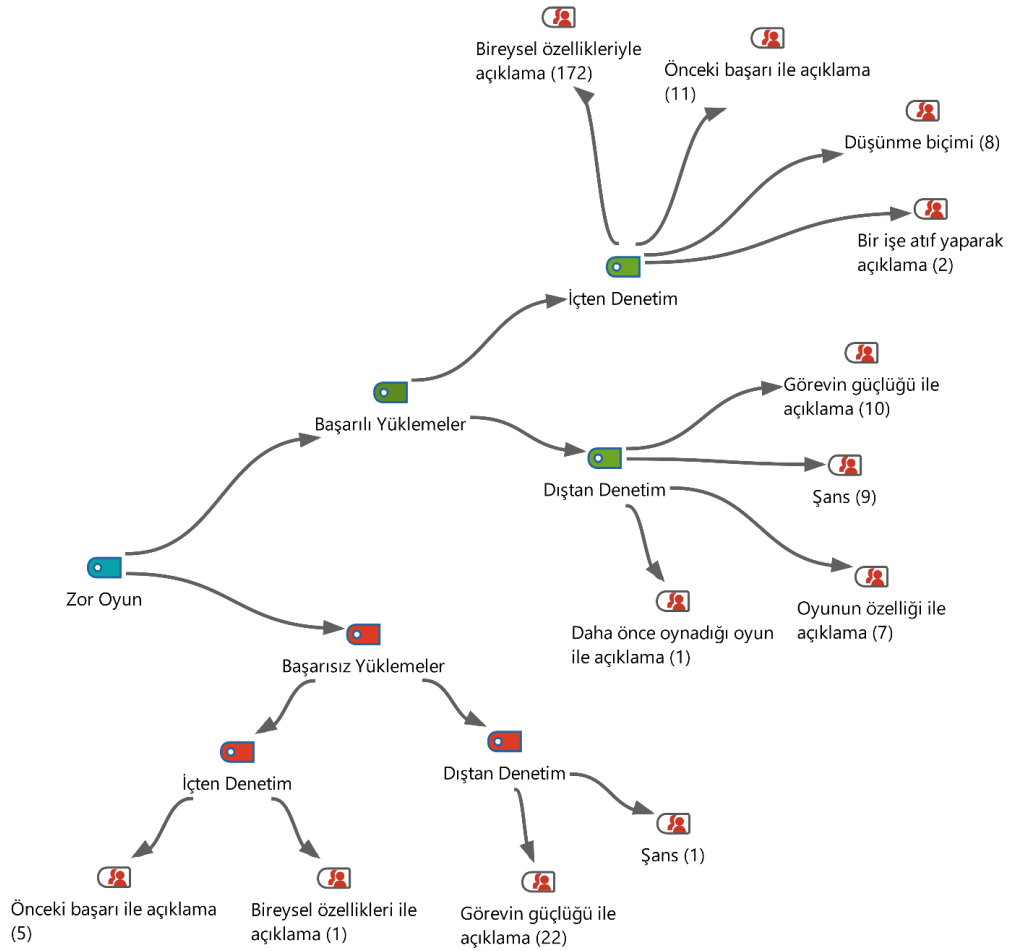 Bireysel özellikleriyle
açıklama (172)
Önceki başarı ile açıklama
(11)
Düşünme biçimi (8)
Bir işe atıf yaparak
açıklama (2)
İçten Denetim
Görevin güçlüğü ile
açıklama (10)
Başarılı Yüklemeler
Dıştan Denetim
Şans (9)
Zor Oyun
Oyunun özelliği ile
açıklama (7)
Daha önce oynadığı oyun
ile açıklama (1)
Başarısız Yüklemeler
İçten Denetim
Dıştan Denetim
Şans (1)
Önceki başarı ile açıklama
(5)
Bireysel özellikleri ile
açıklama (1)
Görevin güçlüğü ile
açıklama (22)